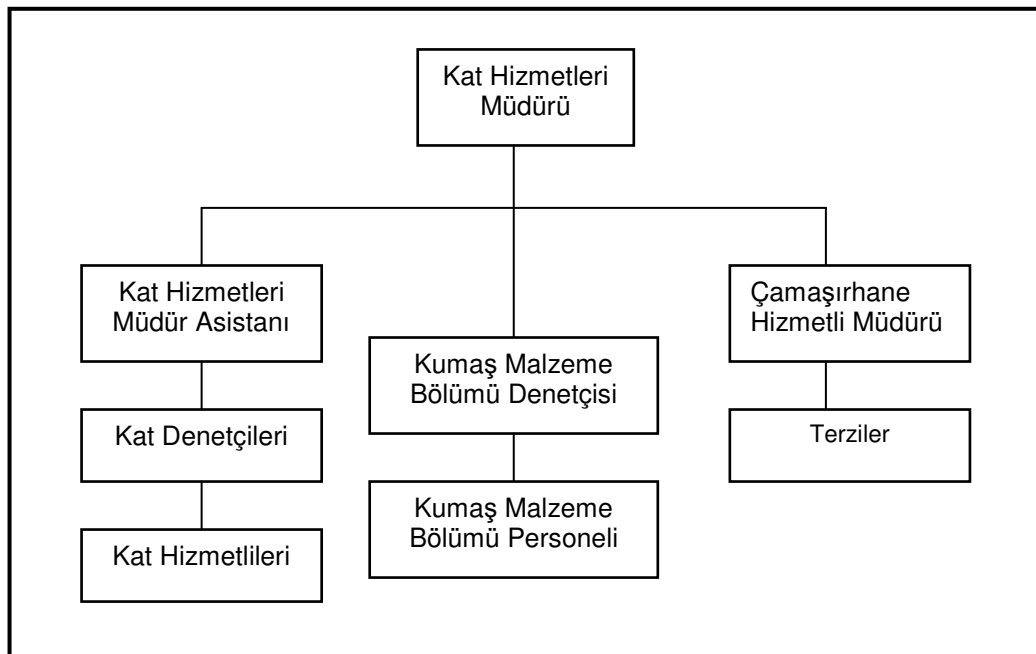 Kat Hizmetleri
Müdürü
Kat Hizmetleri
Müdür Asistanı
Çamaşırhane
Hizmetli Müdürü
Kumaş Malzeme
Bölümü Denetçisi
Kat Denetçileri
Terziler
Kumaş Malzeme
Bölümü Personeli
Kat Hizmetlileri